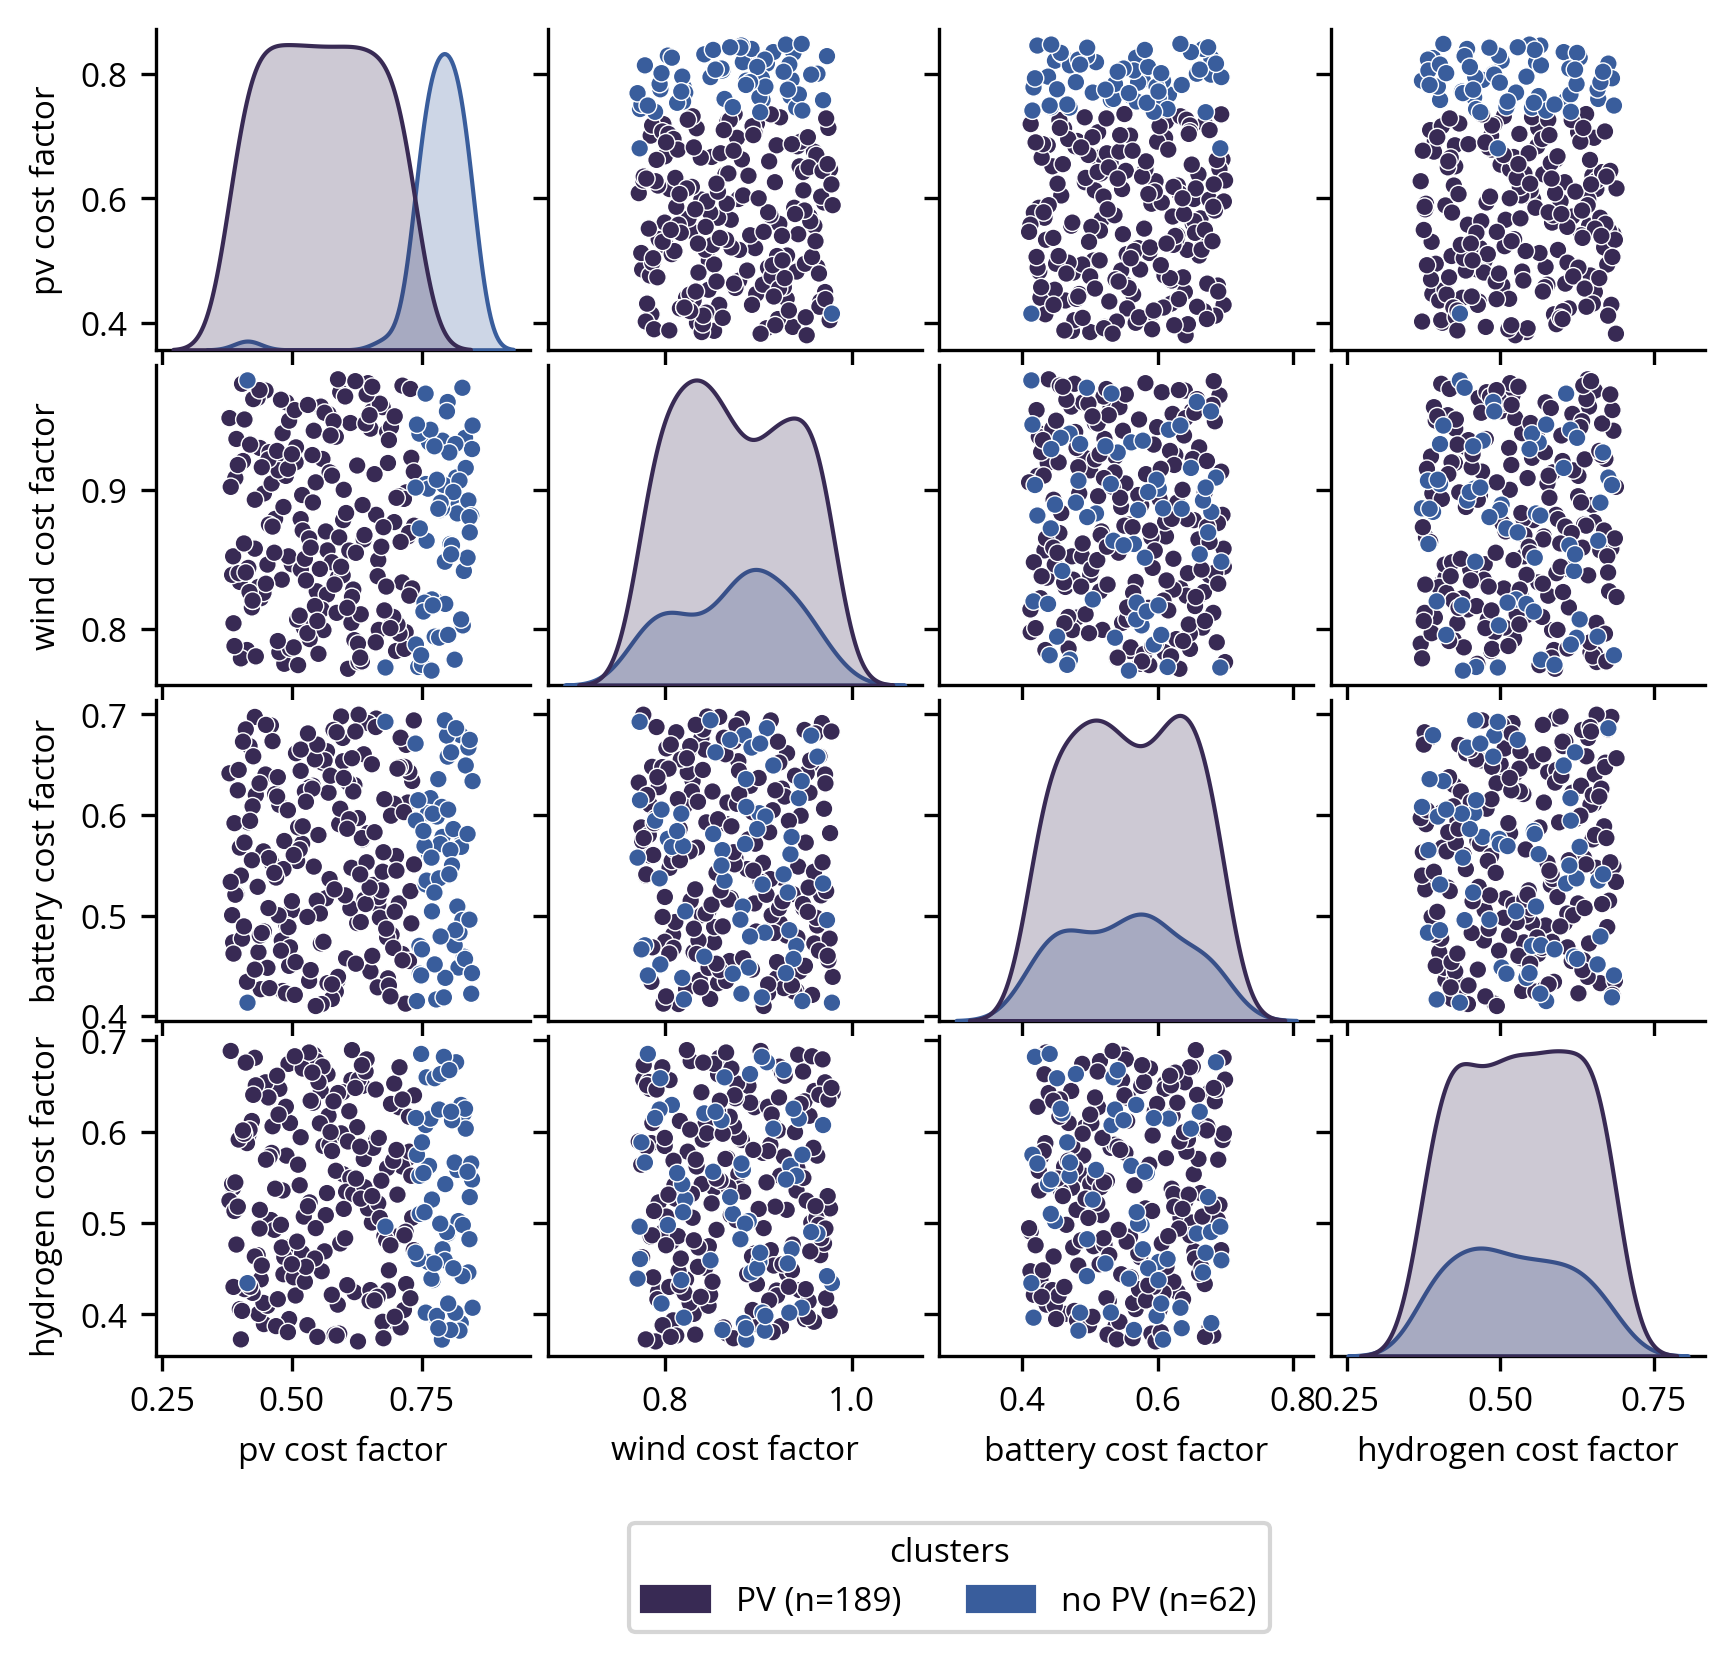 pv cost factor
0.8
0.6
0.4
wind cost factor
0.9
0.8
battery cost factor
0.7
0.6
0.5
0.4
hydrogen cost factor
0.7
0.6
0.5
0.4
0.25 0.50 0.75 0.8 1.0 0.4 0.6 0.8 0.25 0.50 0.75
pv cost factor wind cost factor battery cost factor hydrogen cost factor
clusters
PV (n=189) no PV (n=62)